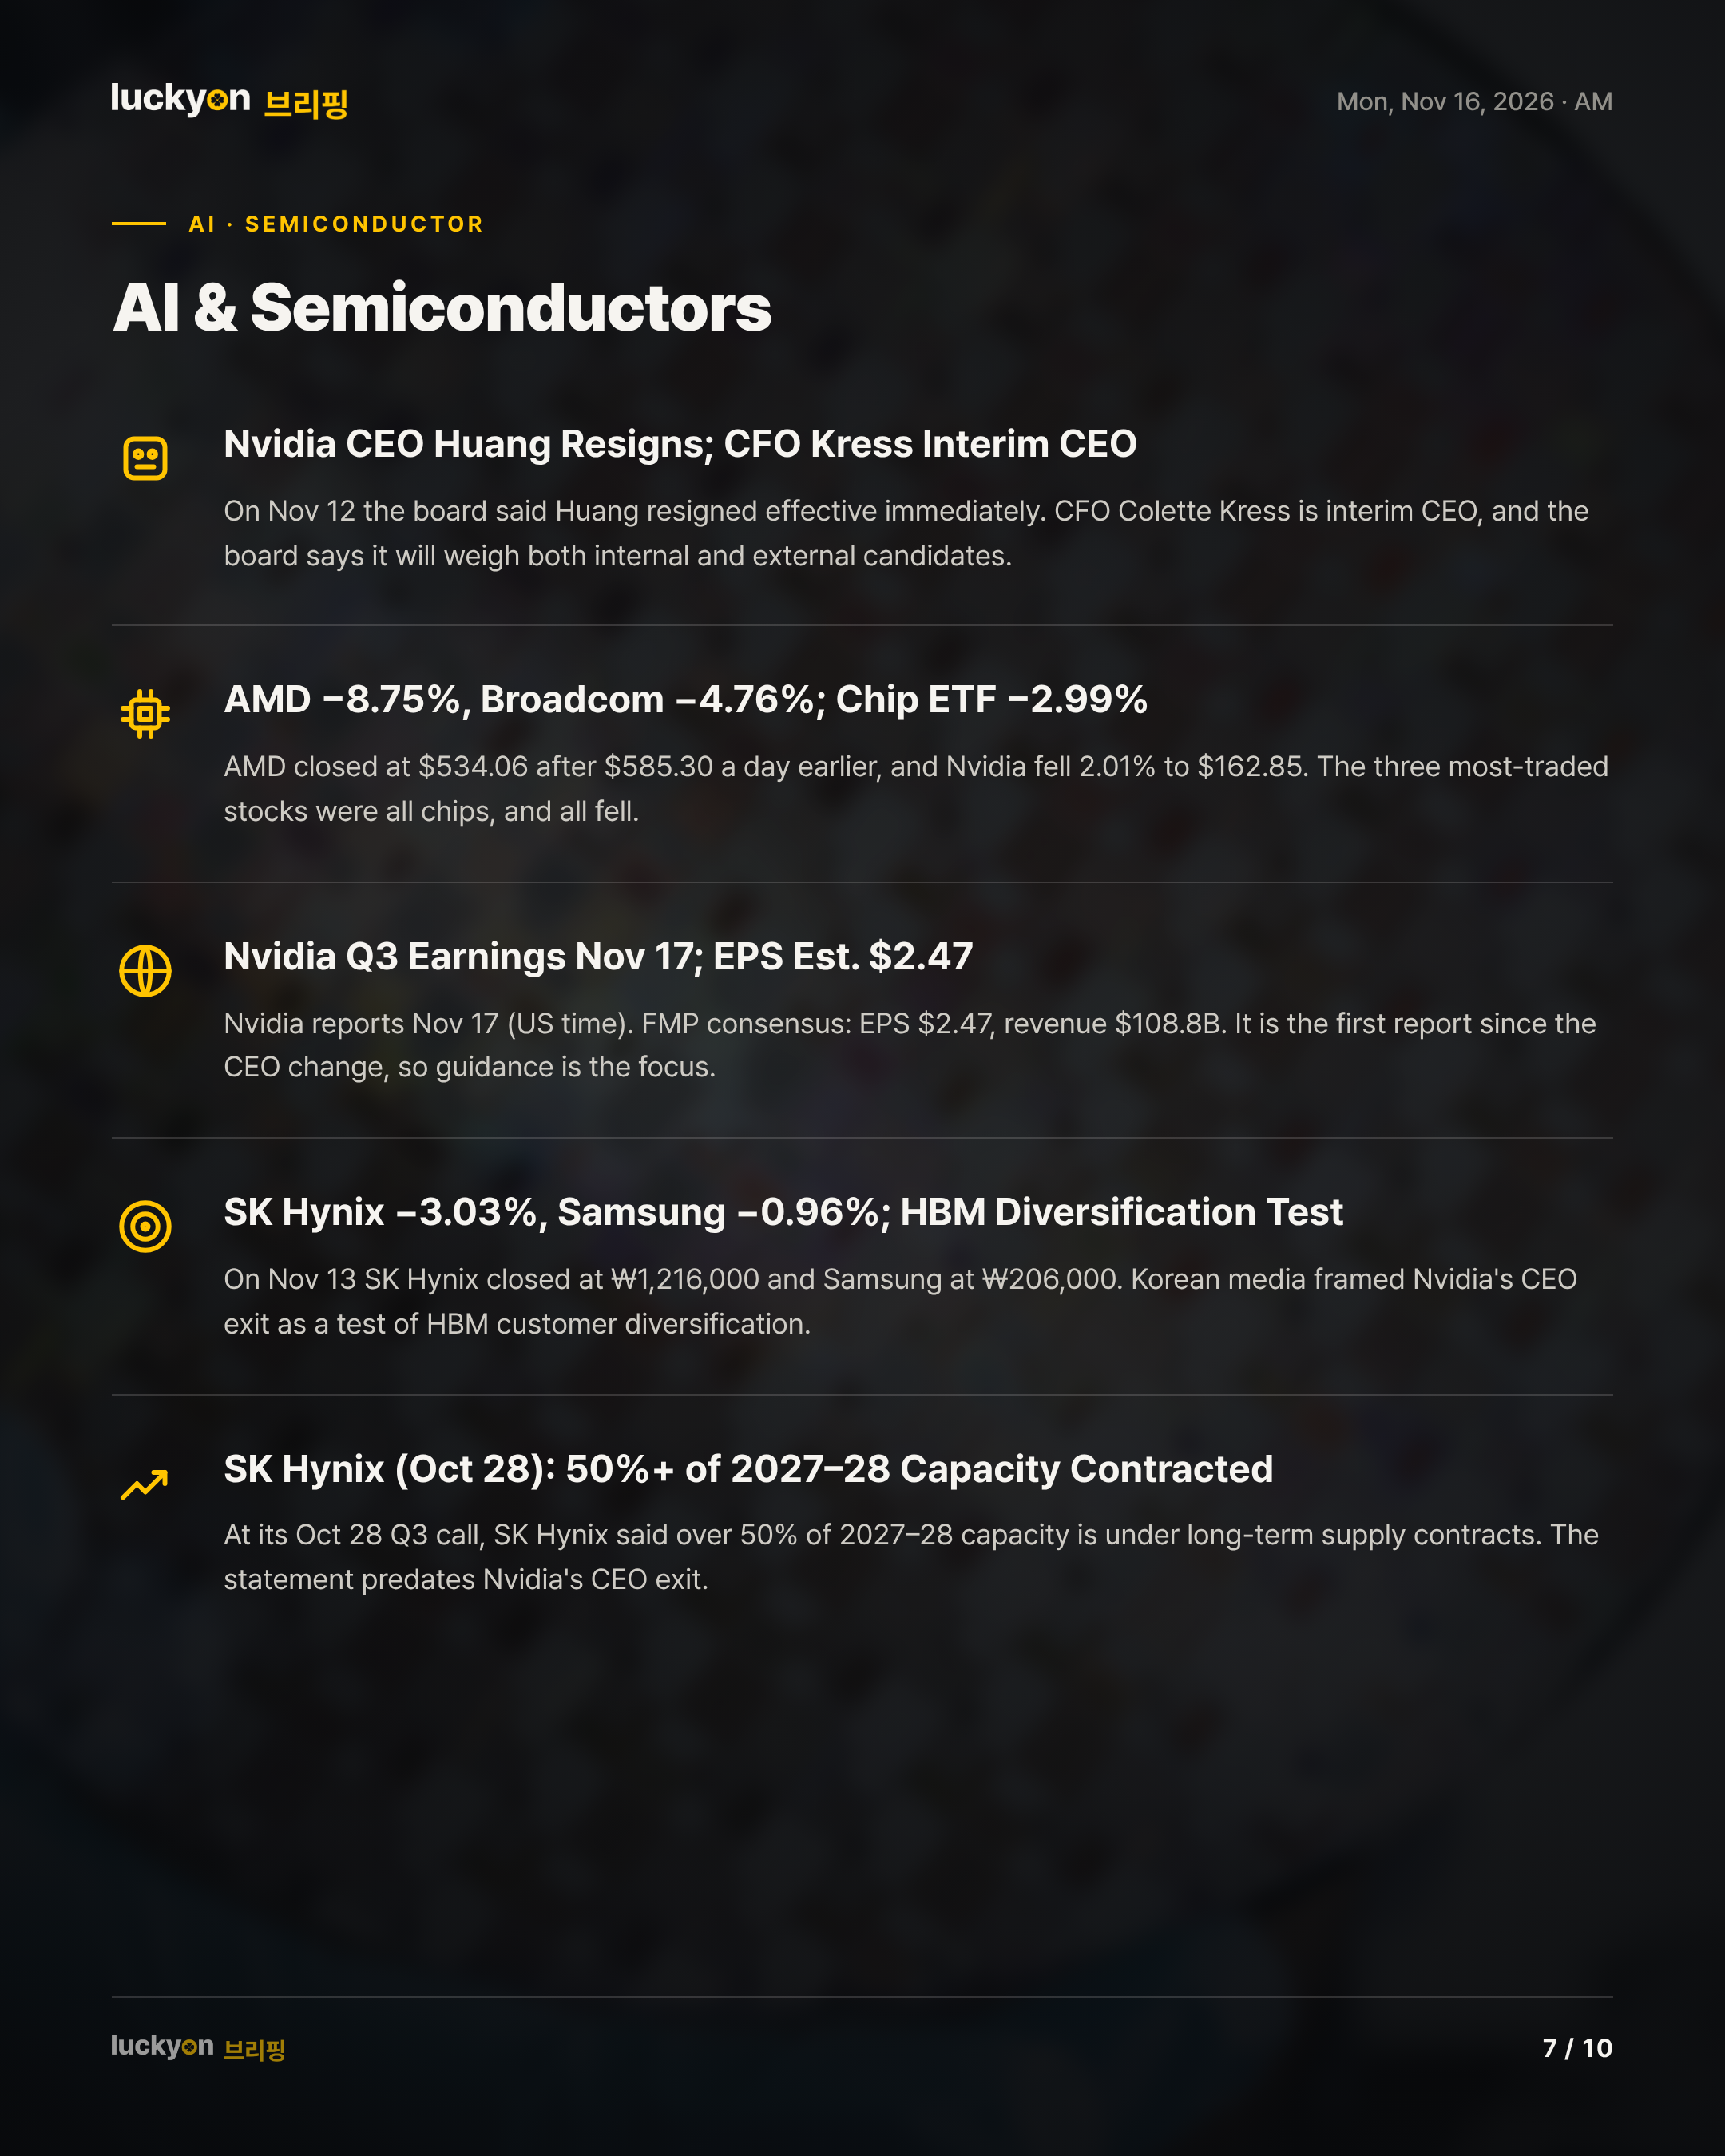 luckyon 브리핑
Mon, Nov 16, 2026 · AM
AI · SEMICONDUCTOR
AI & Semiconductors
Nvidia CEO Huang Resigns; CFO Kress Interim CEO
On Nov 12 the board said Huang resigned effective immediately. CFO Colette Kress is interim CEO, and the
board says it will weigh both internal and external candidates.
AMD −8.75%, Broadcom −4.76%; Chip ETF −2.99%
AMD closed at $534.06 after $585.30 a day earlier, and Nvidia fell 2.01% to $162.85. The three most-traded
stocks were all chips, and all fell.
Nvidia Q3 Earnings Nov 17; EPS Est. $2.47
Nvidia reports Nov 17 (US time). FMP consensus: EPS $2.47, revenue $108.8B. It is the first report since the
CEO change, so guidance is the focus.
SK Hynix −3.03%, Samsung −0.96%; HBM Diversification Test
On Nov 13 SK Hynix closed at ₩1,216,000 and Samsung at ₩206,000. Korean media framed Nvidia's CEO
exit as a test of HBM customer diversification.
SK Hynix (Oct 28): 50%+ of 2027–28 Capacity Contracted
At its Oct 28 Q3 call, SK Hynix said over 50% of 2027–28 capacity is under long-term supply contracts. The
statement predates Nvidia's CEO exit.
luckyon 브리핑
7 / 10